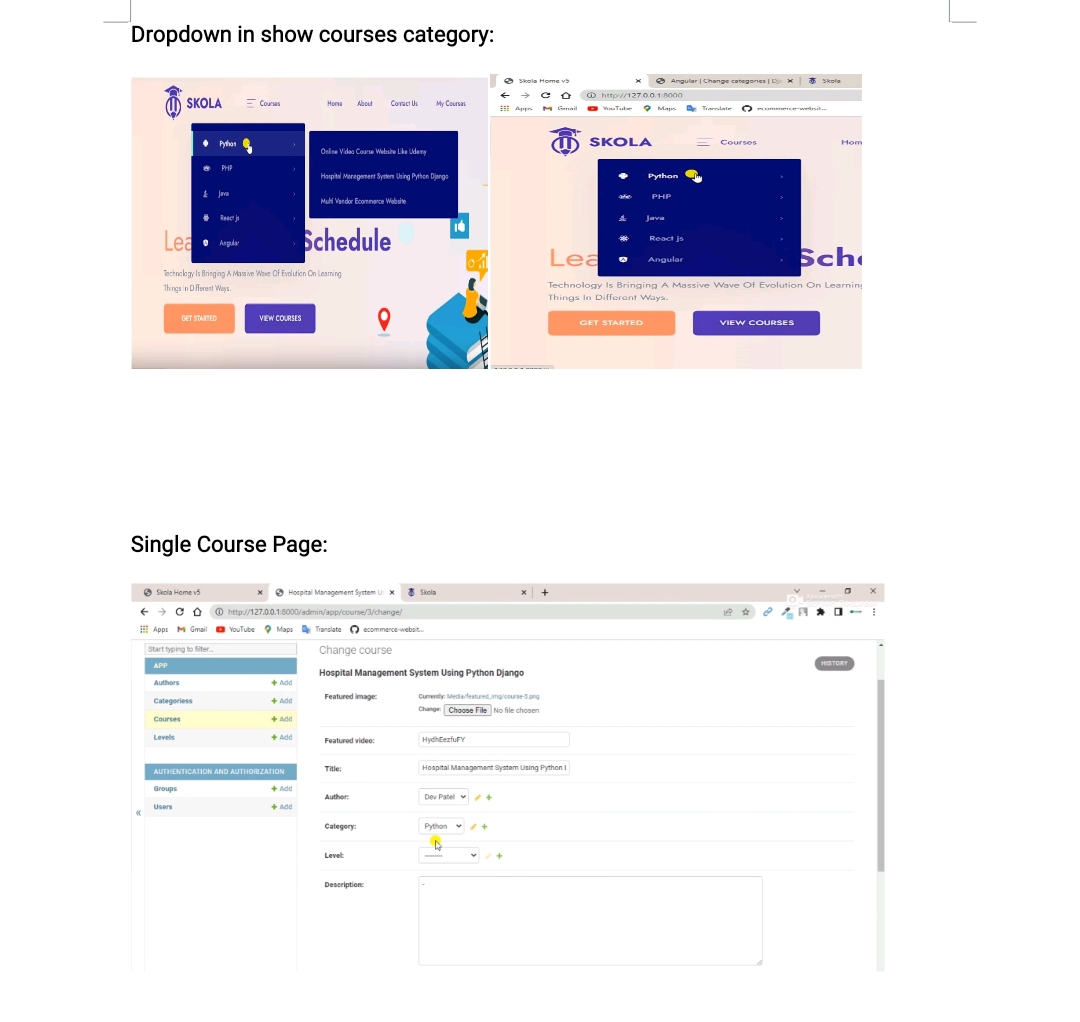 Dropdown in show courses category:
SKOLA
Courses
Home
About
Contact Us
My Courses
Python
PHP
Java
React js
Angular
Online Video Course Website Like Udemy
Hospital Management System Using Python Django
Multi Vendor Ecommerce Website
Lea Schedule
Technology Is Bringing A Massive Wave Of Evolution On Learning
Things In Different Ways.
GET STARTED
VIEW COURSES
Skola Home v5
Angular | Change categories | Dj
Skola
http://127.0.0.1:8000
Apps
Gmail
YouTube
Maps
Translate
ecommerce-websit...
SKOLA
Courses
Hom
Python
PHP
Java
React js
Angular
Lea Sche
Technology Is Bringing A Massive Wave Of Evolution On Learning
Things In Different Ways.
GET STARTED
VIEW COURSES
Single Course Page:
Skola Home v5
Hospital Management System U
Skola
http://127.0.0.1:8000/admin/app/course/3/change/
Apps
Gmail
YouTube
Maps
Translate
ecommerce-websit...
Start typing to filter...
APP
Authors + Add
Categoriess + Add
Courses + Add
Levels + Add
AUTHENTICATION AND AUTHORIZATION
Groups + Add
Users + Add
«
Change course
HISTORY
Hospital Management System Using Python Django
Featured image:
Currently: Media/featured_img/course-5.png
Change: Choose File No file chosen
Featured video: HydhEezfuFY
Title: Hospital Management System Using Python I
Author: Dev Patel
Category: Python
Level: --------
Description: -